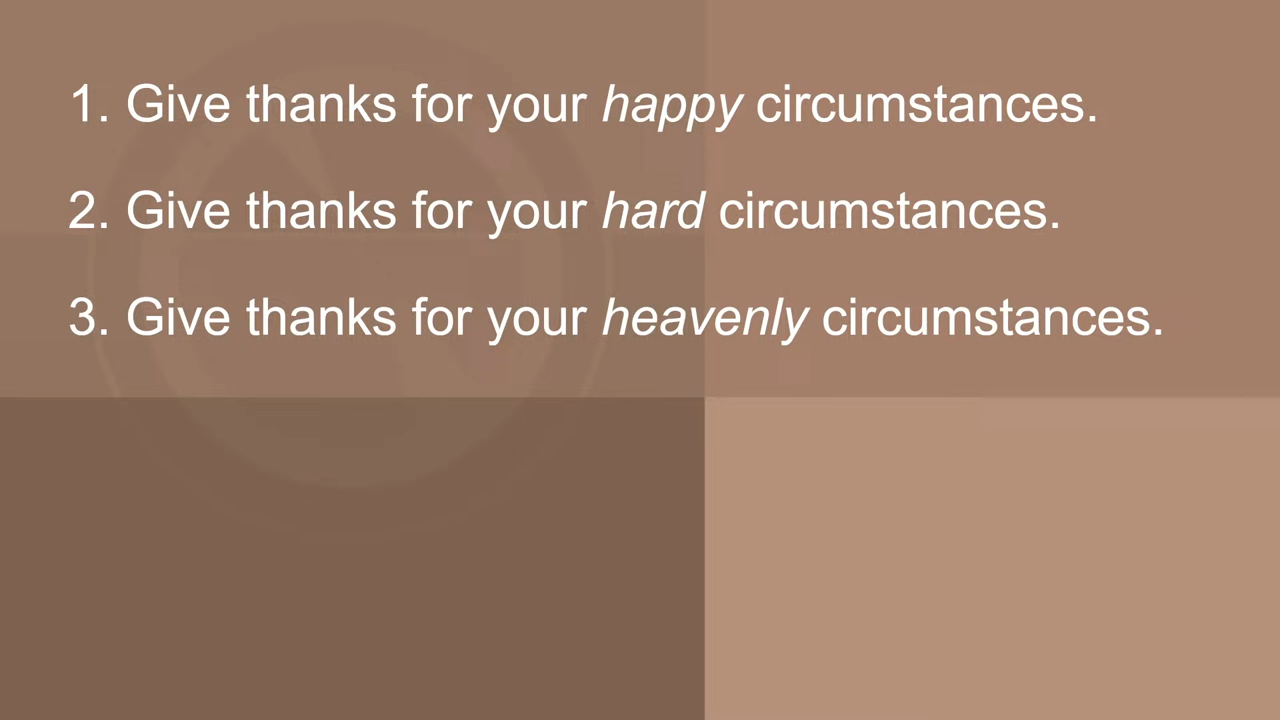 1. Give thanks for your happy circumstances.
2. Give thanks for your hard circumstances.
3. Give thanks for your heavenly circumstances.